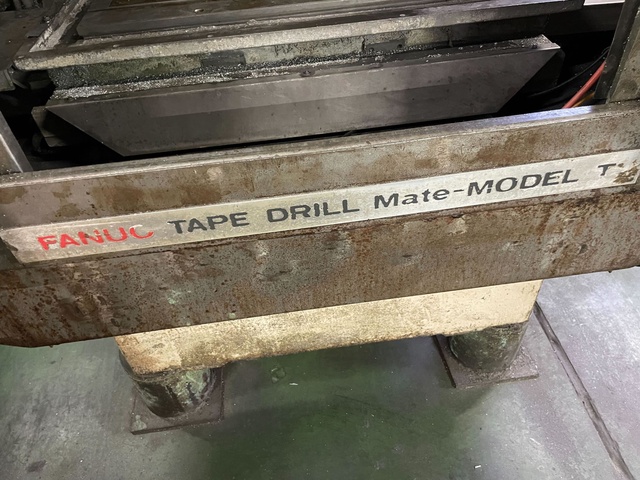 FANUC TAPE DRILL Mate-MODEL T